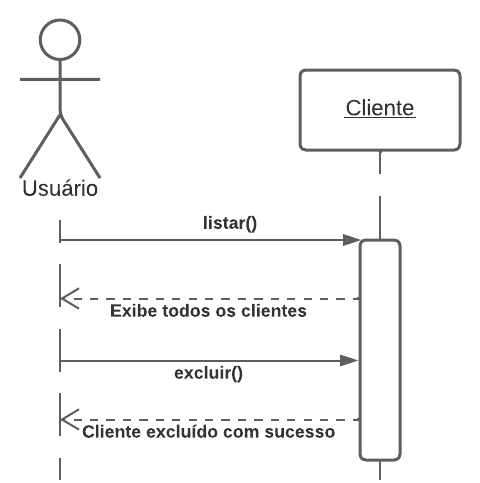 Cliente
Usuário
listar()
Exibe todos os clientes
excluir()
Cliente excluído com sucesso